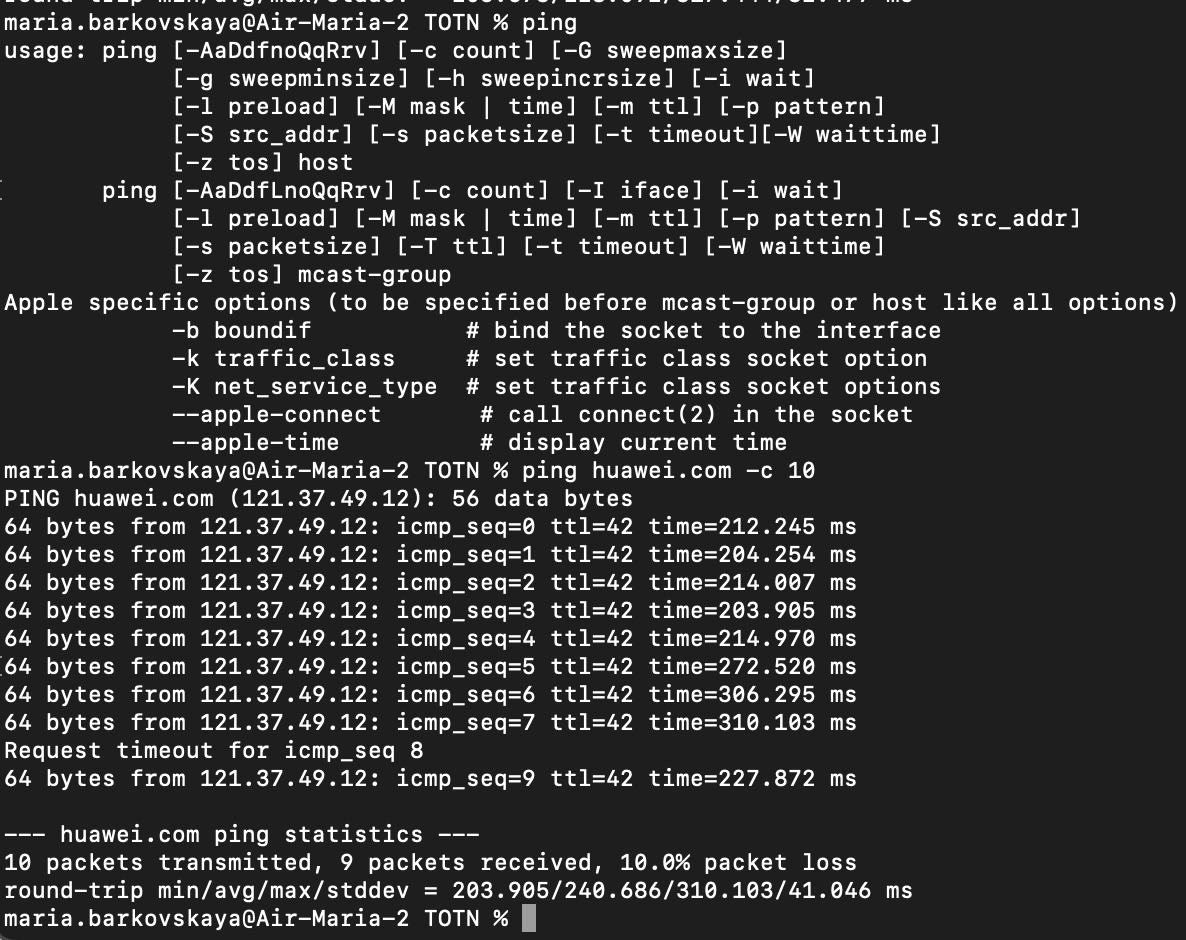 round-trip min/avg/max/stddev
maria.barkovskaya@Air-Maria-2 TOTN % ping
usage: ping [-AaDdfnoQqRrv] [-c count] [-G sweepmaxsize]
            [-g sweepminsize] [-h sweepincrsize] [-i wait]
            [-l preload] [-M mask | time] [-m ttl] [-p pattern]
            [-S src_addr] [-s packetsize] [-t timeout][-W waittime]
            [-z tos] host
       ping [-AaDdfLnoQqRrv] [-c count] [-I iface] [-i wait]
            [-l preload] [-M mask | time] [-m ttl] [-p pattern] [-S src_addr]
            [-s packetsize] [-T ttl] [-t timeout] [-W waittime]
            [-z tos] mcast-group
Apple specific options (to be specified before mcast-group or host like all options)
            -b boundif           # bind the socket to the interface
            -k traffic_class     # set traffic class socket option
            -K net_service_type  # set traffic class socket options
            --apple-connect       # call connect(2) in the socket
            --apple-time          # display current time
maria.barkovskaya@Air-Maria-2 TOTN % ping huawei.com -c 10
PING huawei.com (121.37.49.12): 56 data bytes
64 bytes from 121.37.49.12: icmp_seq=0 ttl=42 time=212.245 ms
64 bytes from 121.37.49.12: icmp_seq=1 ttl=42 time=204.254 ms
64 bytes from 121.37.49.12: icmp_seq=2 ttl=42 time=214.007 ms
64 bytes from 121.37.49.12: icmp_seq=3 ttl=42 time=203.905 ms
64 bytes from 121.37.49.12: icmp_seq=4 ttl=42 time=214.970 ms
64 bytes from 121.37.49.12: icmp_seq=5 ttl=42 time=272.520 ms
64 bytes from 121.37.49.12: icmp_seq=6 ttl=42 time=306.295 ms
64 bytes from 121.37.49.12: icmp_seq=7 ttl=42 time=310.103 ms
Request timeout for icmp_seq 8
64 bytes from 121.37.49.12: icmp_seq=9 ttl=42 time=227.872 ms

--- huawei.com ping statistics ---
10 packets transmitted, 9 packets received, 10.0% packet loss
round-trip min/avg/max/stddev = 203.905/240.686/310.103/41.046 ms
maria.barkovskaya@Air-Maria-2 TOTN %